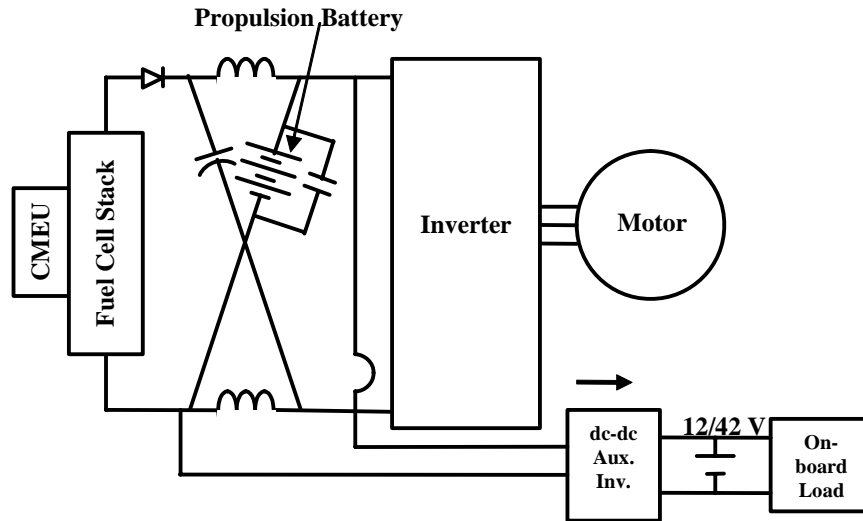 Propulsion Battery
CMEU
Fuel Cell Stack
Inverter
Motor
dc-dc
Aux.
Inv.
12/42 V
On-
board
Load